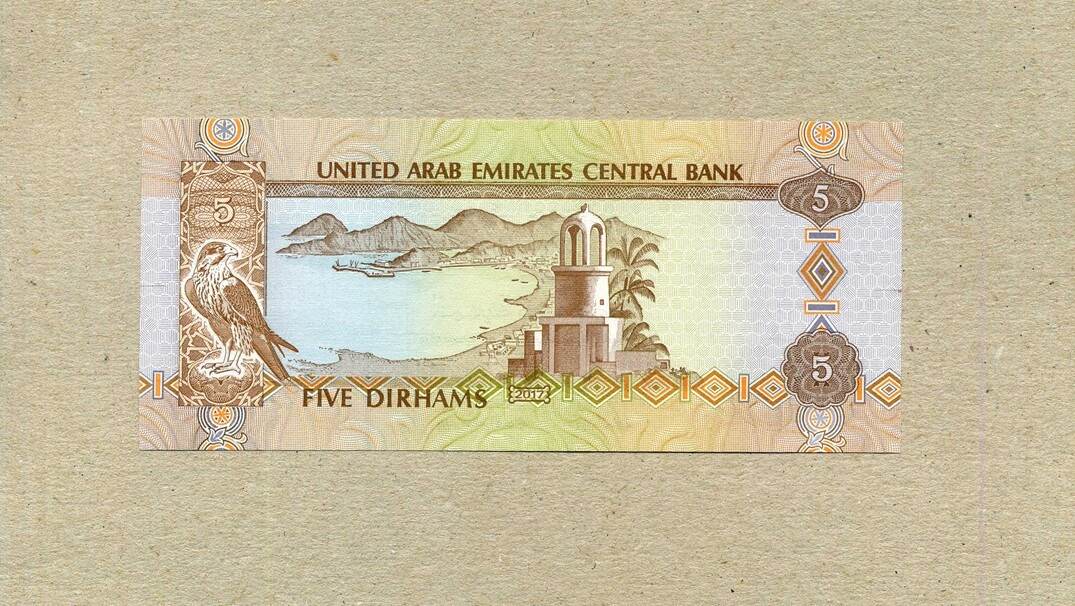 UNITED ARAB EMIRATES CENTRAL BANK
5
5
5
FIVE DIRHAMS
2017